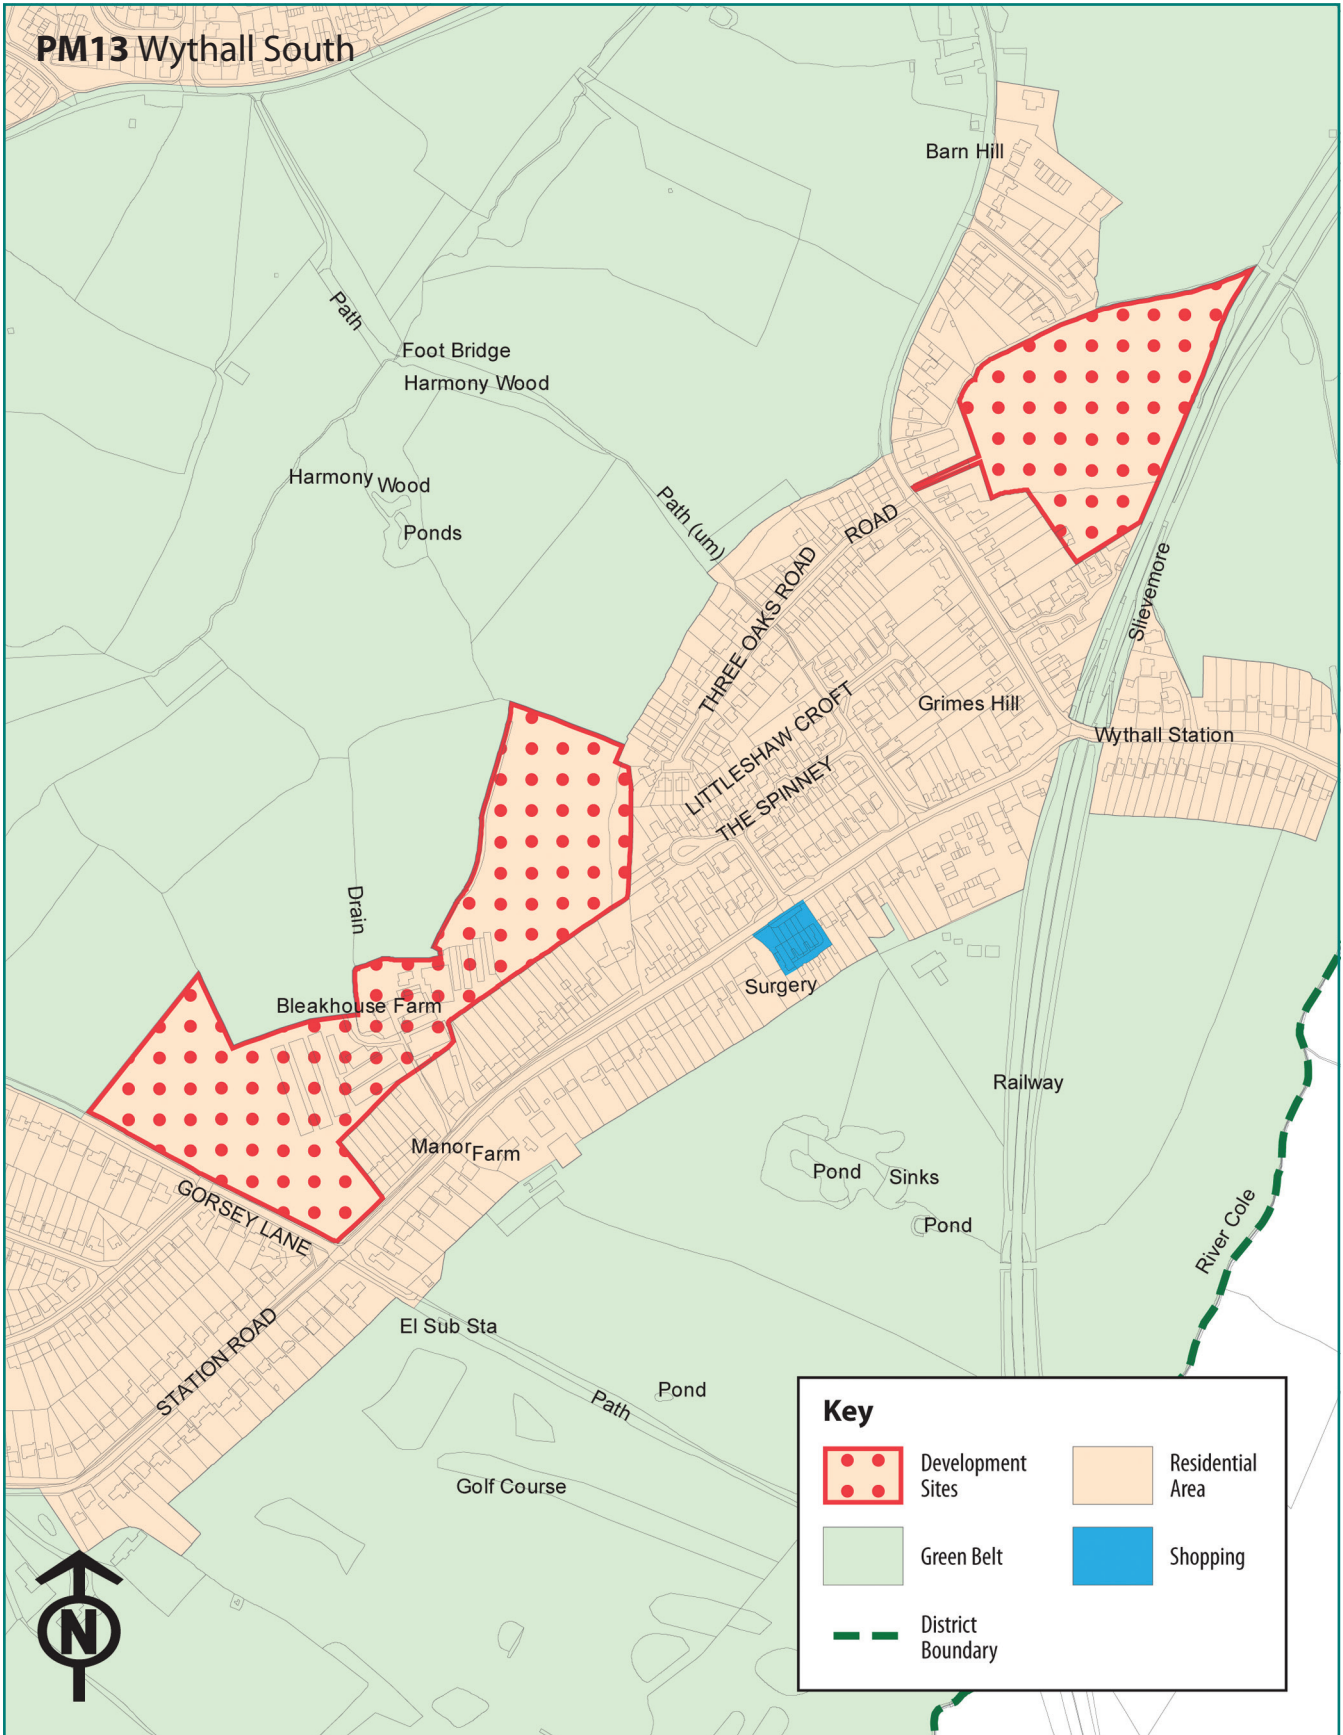 PM13 Wythall South
Barn Hill
Path
Foot Bridge
Harmony Wood
Harmony Wood
Ponds
Path (um)
ROAD
THREE OAKS ROAD
Slievemore
LITTLESHAW CROFT
Grimes Hill
THE SPINNEY
Wythall Station
Drain
Surgery
Bleakhouse Farm
Railway
Manor Farm
Pond
Sinks
Pond
GORSEY LANE
River Cole
El Sub Sta
STATION ROAD
Path
Pond
Golf Course
Key
Development
Sites
Residential
Area
Green Belt
Shopping
District
Boundary
N